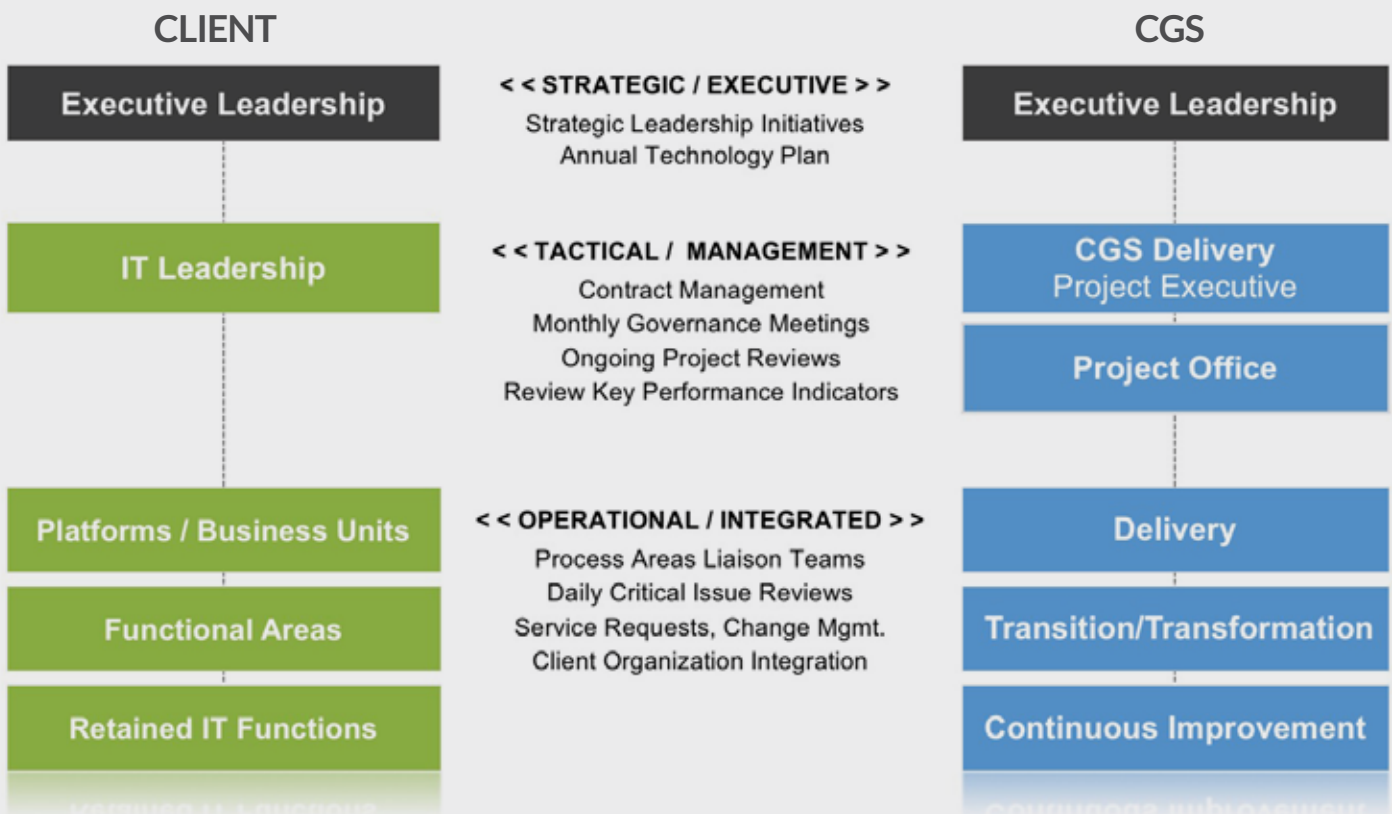 CLIENT
Executive Leadership
IT Leadership
Platforms / Business Units
Functional Areas
Retained IT Functions
< < STRATEGIC / EXECUTIVE > >
Strategic Leadership Initiatives
Annual Technology Plan
< < TACTICAL / MANAGEMENT > >
Contract Management
Monthly Governance Meetings
Ongoing Project Reviews
Review Key Performance Indicators
< < OPERATIONAL / INTEGRATED > >
Process Areas Liaison Teams
Daily Critical Issue Reviews
Service Requests, Change Mgmt.
Client Organization Integration
CGS
Executive Leadership
CGS Delivery
Project Executive
Project Office
Delivery
Transition/Transformation
Continuous Improvement